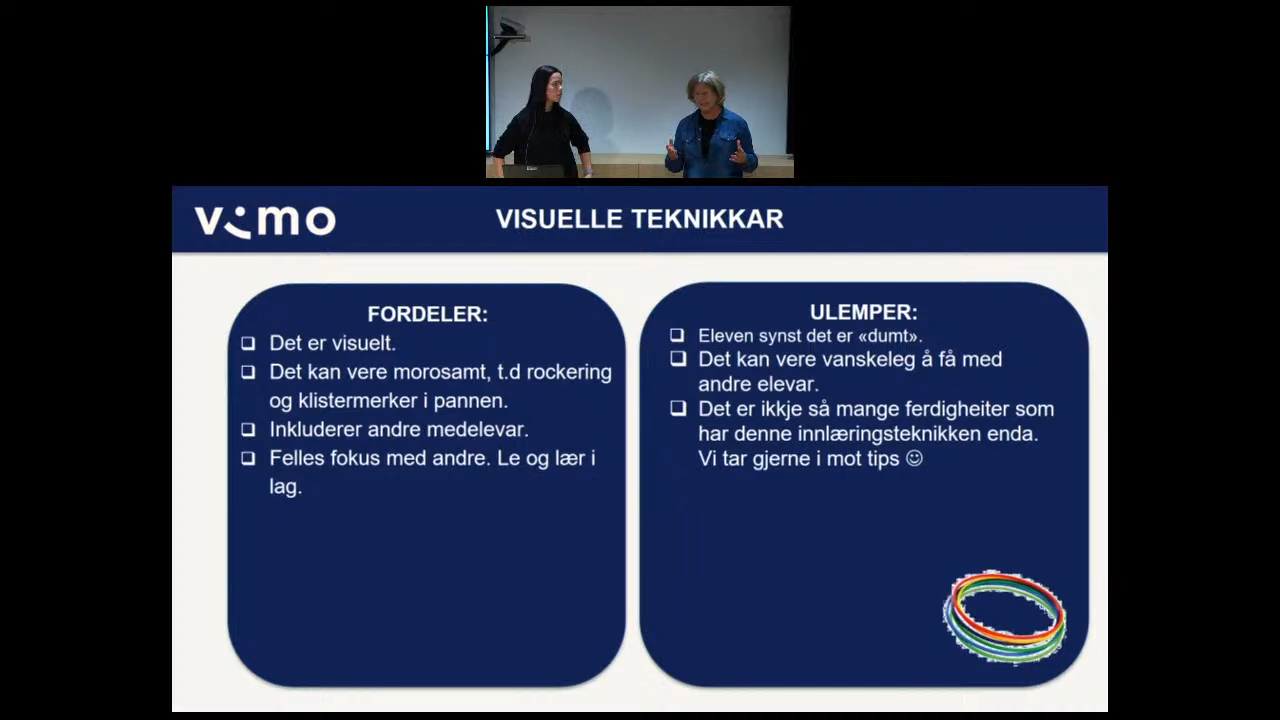 vimo
VISUELLE TEKNIKKAR
FORDELER:
❑ Det er visuelt.
❑ Det kan vere morosamt, t.d rockering
og klistermerker i pannen.
❑ Inkluderer andre medelevar.
❑ Felles fokus med andre. Le og lær i
lag.
ULEMPER:
❑ Eleven synst det er «dumt».
❑ Det kan vere vanskeleg å få med
andre elevar.
❑ Det er ikkje så mange ferdigheiter som
har denne innlæringsteknikken enda.
Vi tar gjerne i mot tips ☺